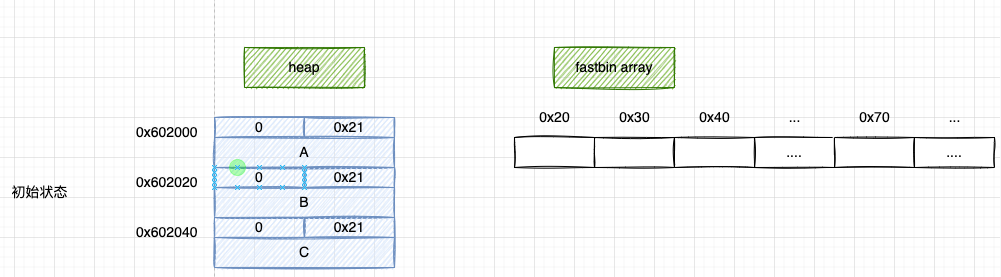 heap
fastbin array
0x20 0x30 0x40 ... 0x70 ...
0x602000 0 0x21
A
.... ....
0x602020 0 0x21
初始状态
B
0x602040 0 0x21
C